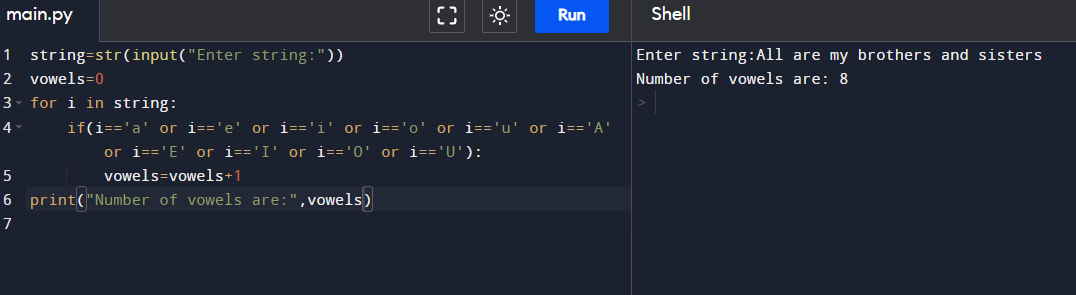 main.py
Run
Shell
1 string=str(input("Enter string:"))
2 vowels=0
3 for i in string:
4 if(i=='a' or i=='e' or i=='i' or i=='o' or i=='u' or i=='A'
or i=='E' or i=='I' or i=='O' or i=='U'):
5 vowels=vowels+1
6 print("Number of vowels are:",vowels)
7
Enter string:All are my brothers and sisters
Number of vowels are: 8
>